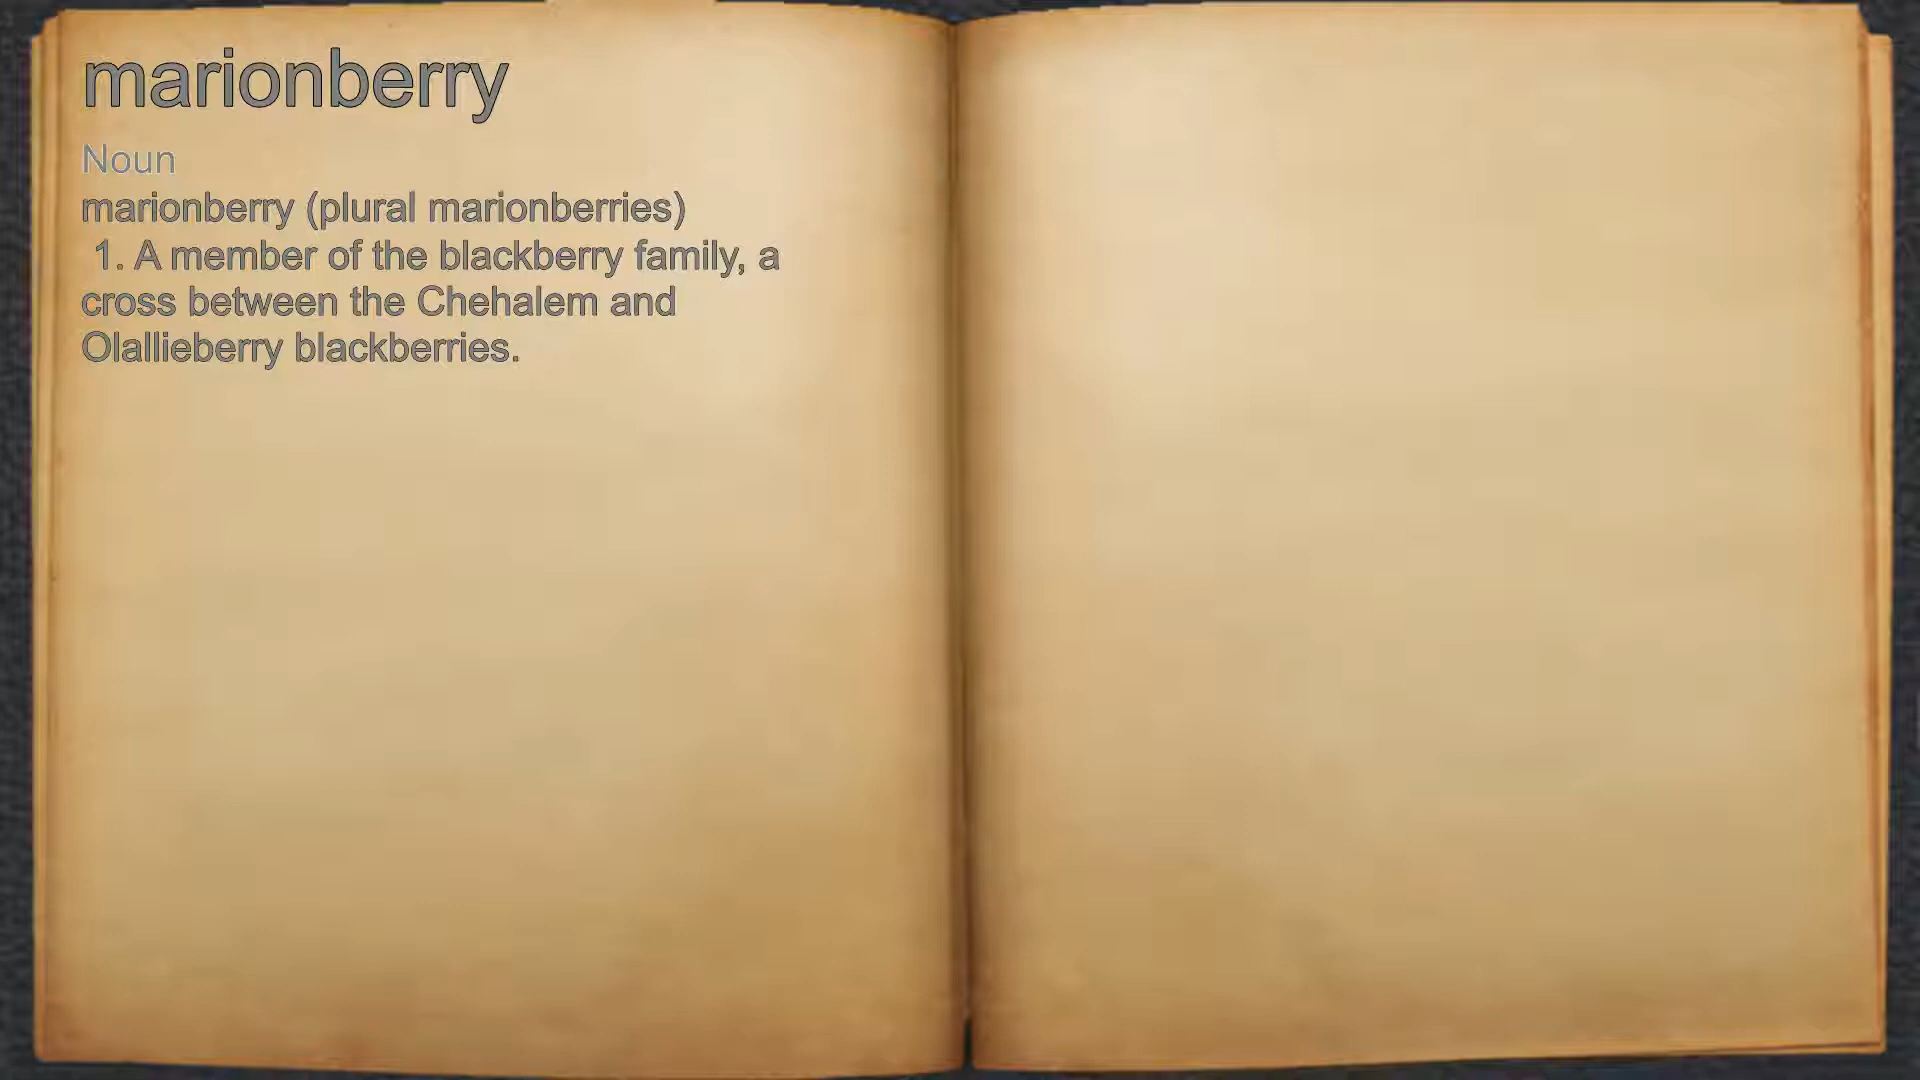 marionberry
Noun
marionberry (plural marionberries)
1. A member of the blackberry family, a
cross between the Chehalem and
Olallieberry blackberries.